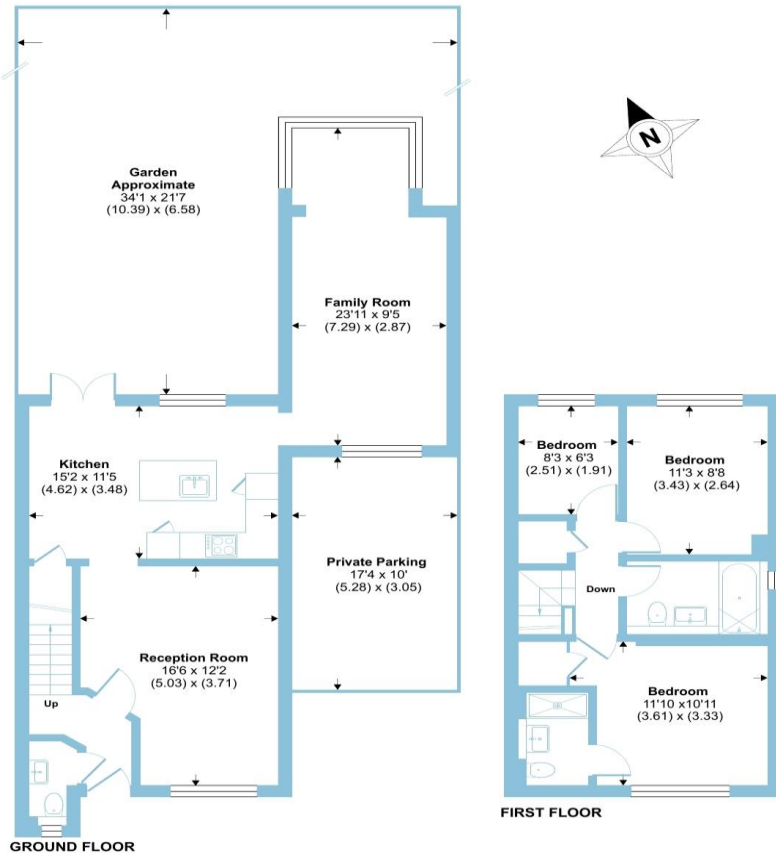 Garden
Approximate
34'1 x 21'7
(10.39) x (6.58)
N
Family Room
23'11 x 9'5
(7.29) x (2.87)
Kitchen
15'2 x 11'5
(4.62) x (3.48)
Private Parking
17'4 x 10'
(5.28) x (3.05)
Reception Room
16'6 x 12'2
(5.03) x (3.71)
Up
GROUND FLOOR
Bedroom
8'3 x 6'3
(2.51) x (1.91)
Bedroom
11'3 x 8'8
(3.43) x (2.64)
Down
Bedroom
11'10 x10'11
(3.61) x (3.33)
FIRST FLOOR